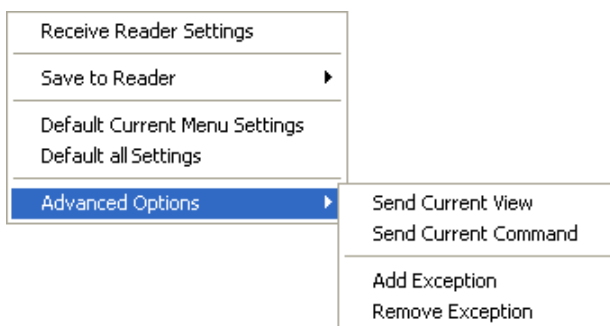 Receive Reader Settings
Save to Reader
Default Current Menu Settings
Default all Settings
Advanced Options
Send Current View
Send Current Command
Add Exception
Remove Exception